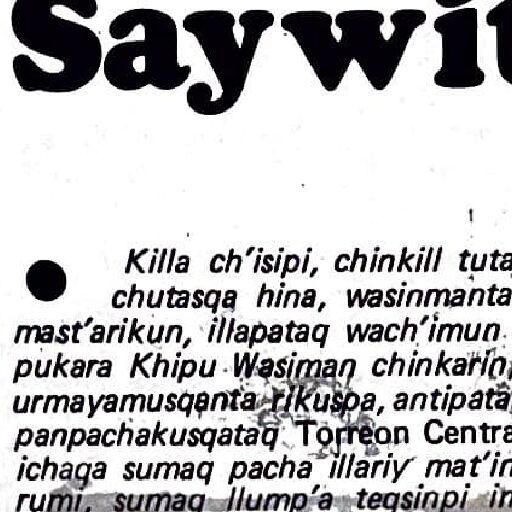 Saywit
Killa ch'isipi, chinkill tuta
chutasqa hina, wasinmanta
mast'arikun, illapataq wach'imun
pukara Khipu Wasiman chinkarin,
urmayamusqanta rikuspa, antipata
panpachakusqataq Torreon Centra
ichaqa sumaq pacha illariy mat'in
rumi, sumaq llump'a teqsinpi in